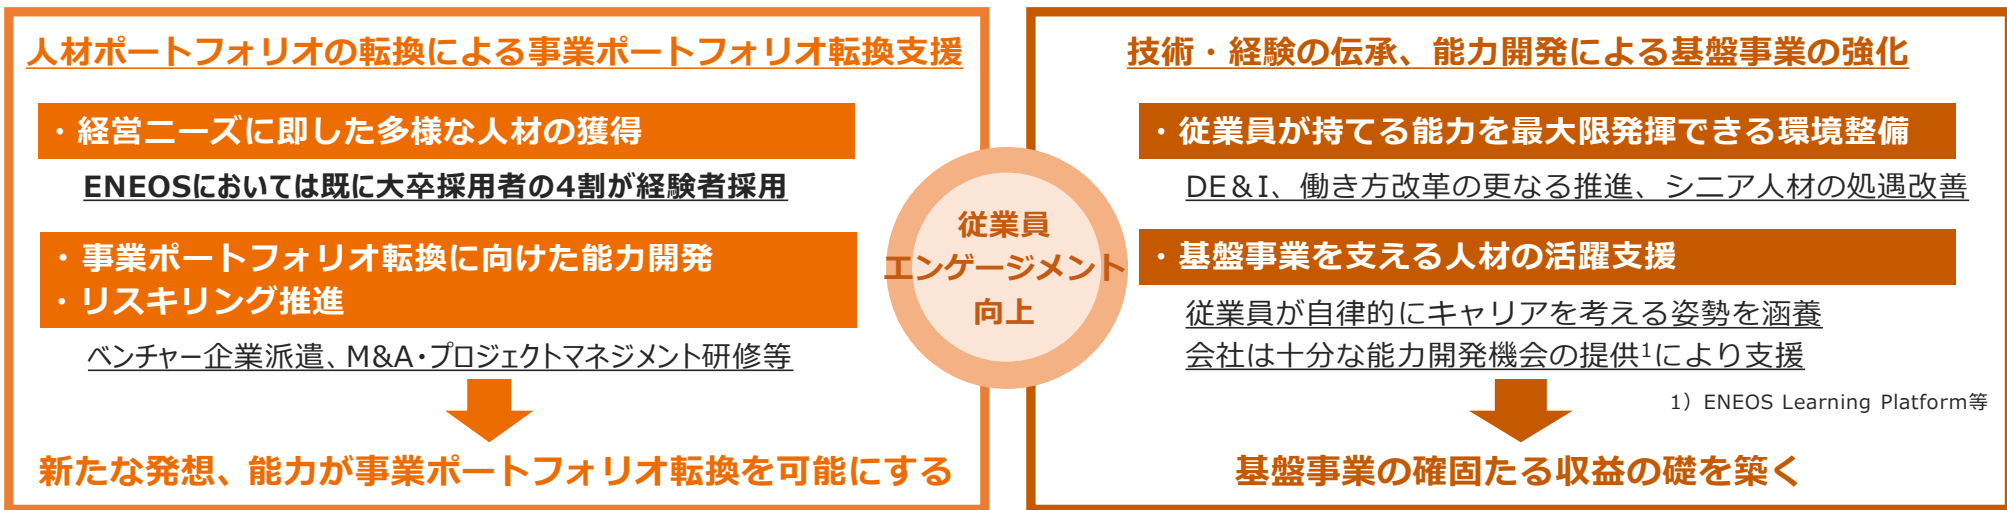 人材ポートフォリオの転換による事業ポートフォリオ転換支援
・経営ニーズに即した多様な人材の獲得
ENEOSにおいては既に大卒採用者の4割が経験者採用
・事業ポートフォリオ転換に向けた能力開発
・リスキリング推進
ベンチャー企業派遣、M&A・プロジェクトマネジメント研修等
新たな発想、能力が事業ポートフォリオ転換を可能にする
従業員
エンゲージメント
向上
技術・経験の伝承、能力開発による基盤事業の強化
・従業員が持てる能力を最大限発揮できる環境整備
DE&I、働き方改革の更なる推進、シニア人材の処遇改善
・基盤事業を支える人材の活躍支援
従業員が自律的にキャリアを考える姿勢を涵養
会社は十分な能力開発機会の提供1により支援
1）ENEOS Learning Platform等
基盤事業の確固たる収益の礎を築く